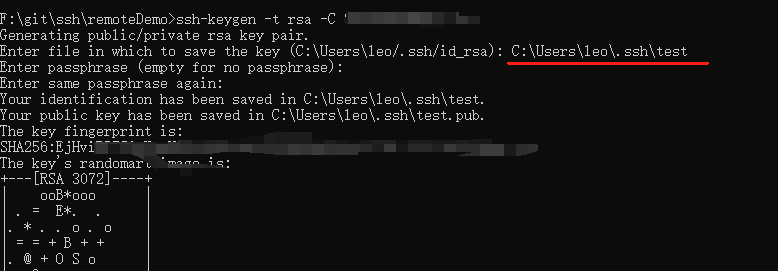 F:\git\ssh\remoteDemo>ssh-keygen -t rsa -C
Generating public/private rsa key pair.
Enter file in which to save the key (C:\Users\leo/.ssh/id_rsa): C:\Users\leo\.ssh\test
Enter passphrase (empty for no passphrase):
Enter same passphrase again:
Your identification has been saved in C:\Users\leo\.ssh\test.
Your public key has been saved in C:\Users\leo\.ssh\test.pub.
The key fingerprint is:
SHA256:EjHvi
The key's randomart image is:
+---[RSA 3072]----+
|    ooB*ooo      |
| . =  E*.  .     |
|. * . . o . o    |
| = = + B + +     |
|. @ + O S o      |